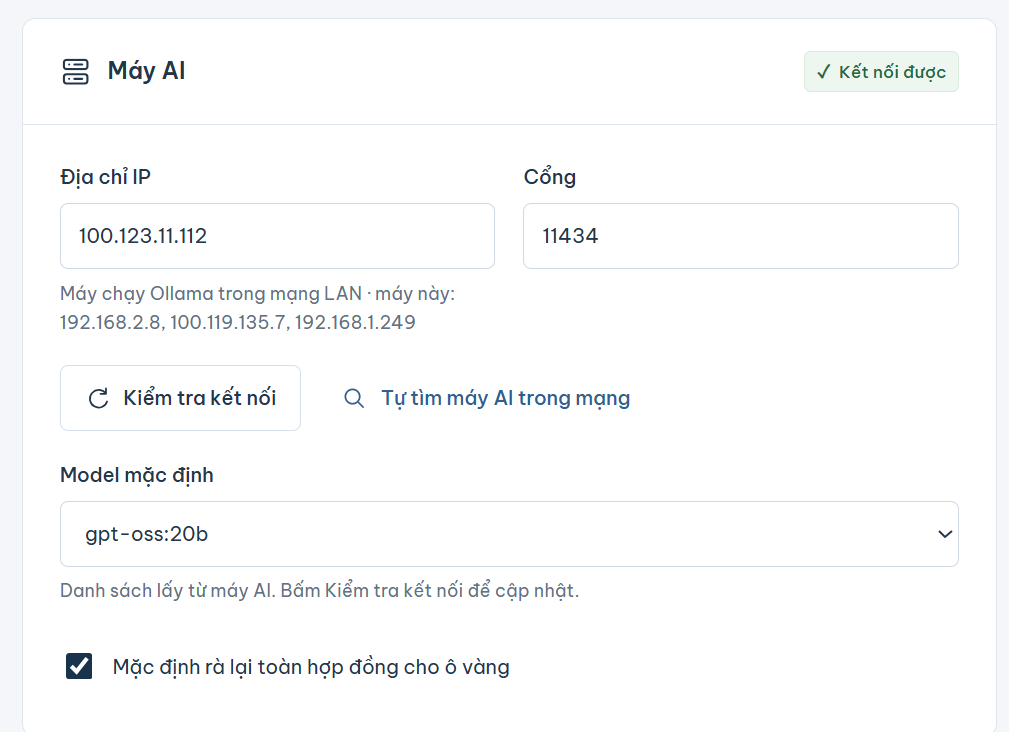 Máy AI
✓ Kết nối được
Địa chỉ IP
Cổng
100.123.11.112
11434
Máy chạy Ollama trong mạng LAN · máy này:
192.168.2.8, 100.119.135.7, 192.168.1.249
Kiểm tra kết nối
Tự tìm máy AI trong mạng
Model mặc định
gpt-oss:20b
Danh sách lấy từ máy AI. Bấm Kiểm tra kết nối để cập nhật.
Mặc định rà lại toàn hợp đồng cho ô vàng